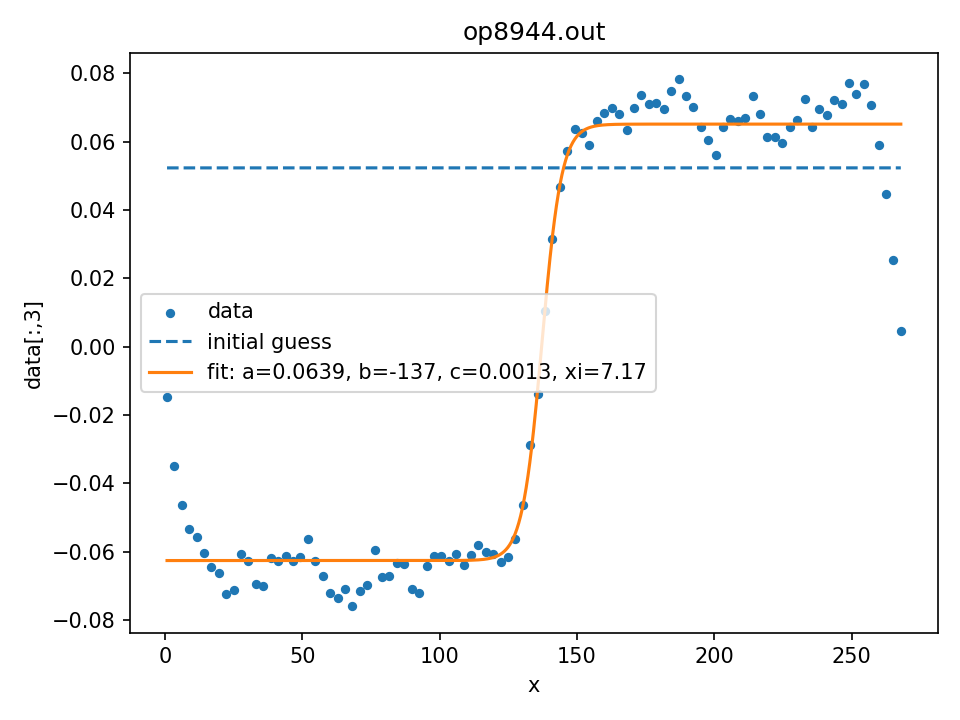 op8944.out
0.08
0.06
0.04
0.02
0.00
−0.02
−0.04
−0.06
−0.08
data[:,3]
data
initial guess
fit: a=0.0639, b=-137, c=0.0013, xi=7.17
0 50 100 150 200 250
x